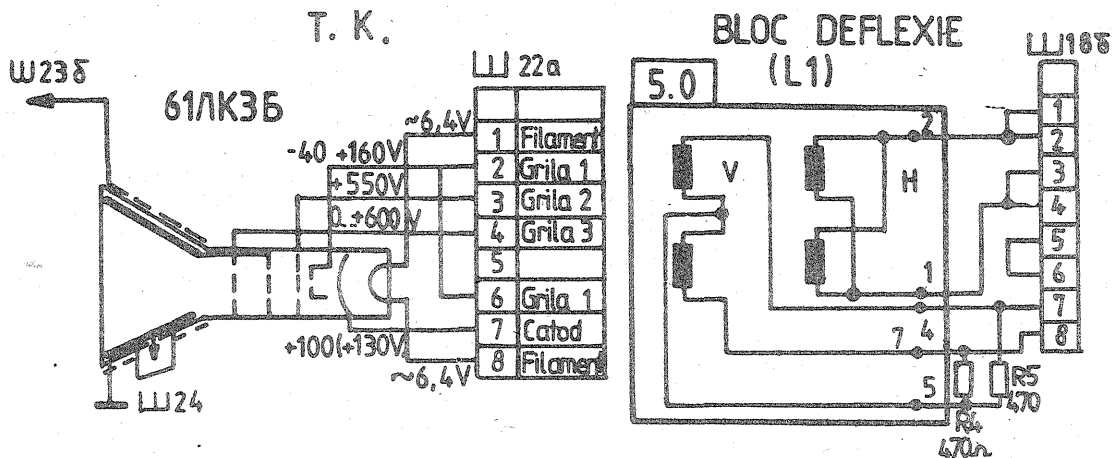 T. K.
BLOC DEFLEXIE
(L1)
Ш23б
61ЛК3Б
Ш 22а
5.0
Ш18б
~6,4V
-40 +160V
+550V
0..+600V
+100(+130V)
~6,4V
1 Filament
2 Grila 1
3 Grila 2
4 Grila 3
5
6 Grila 1
7 Catod
8 Filament
Ш24
V
H
2
1
4
7
5
1
2
3
4
5
6
7
8
R5
470
R4
470Ω